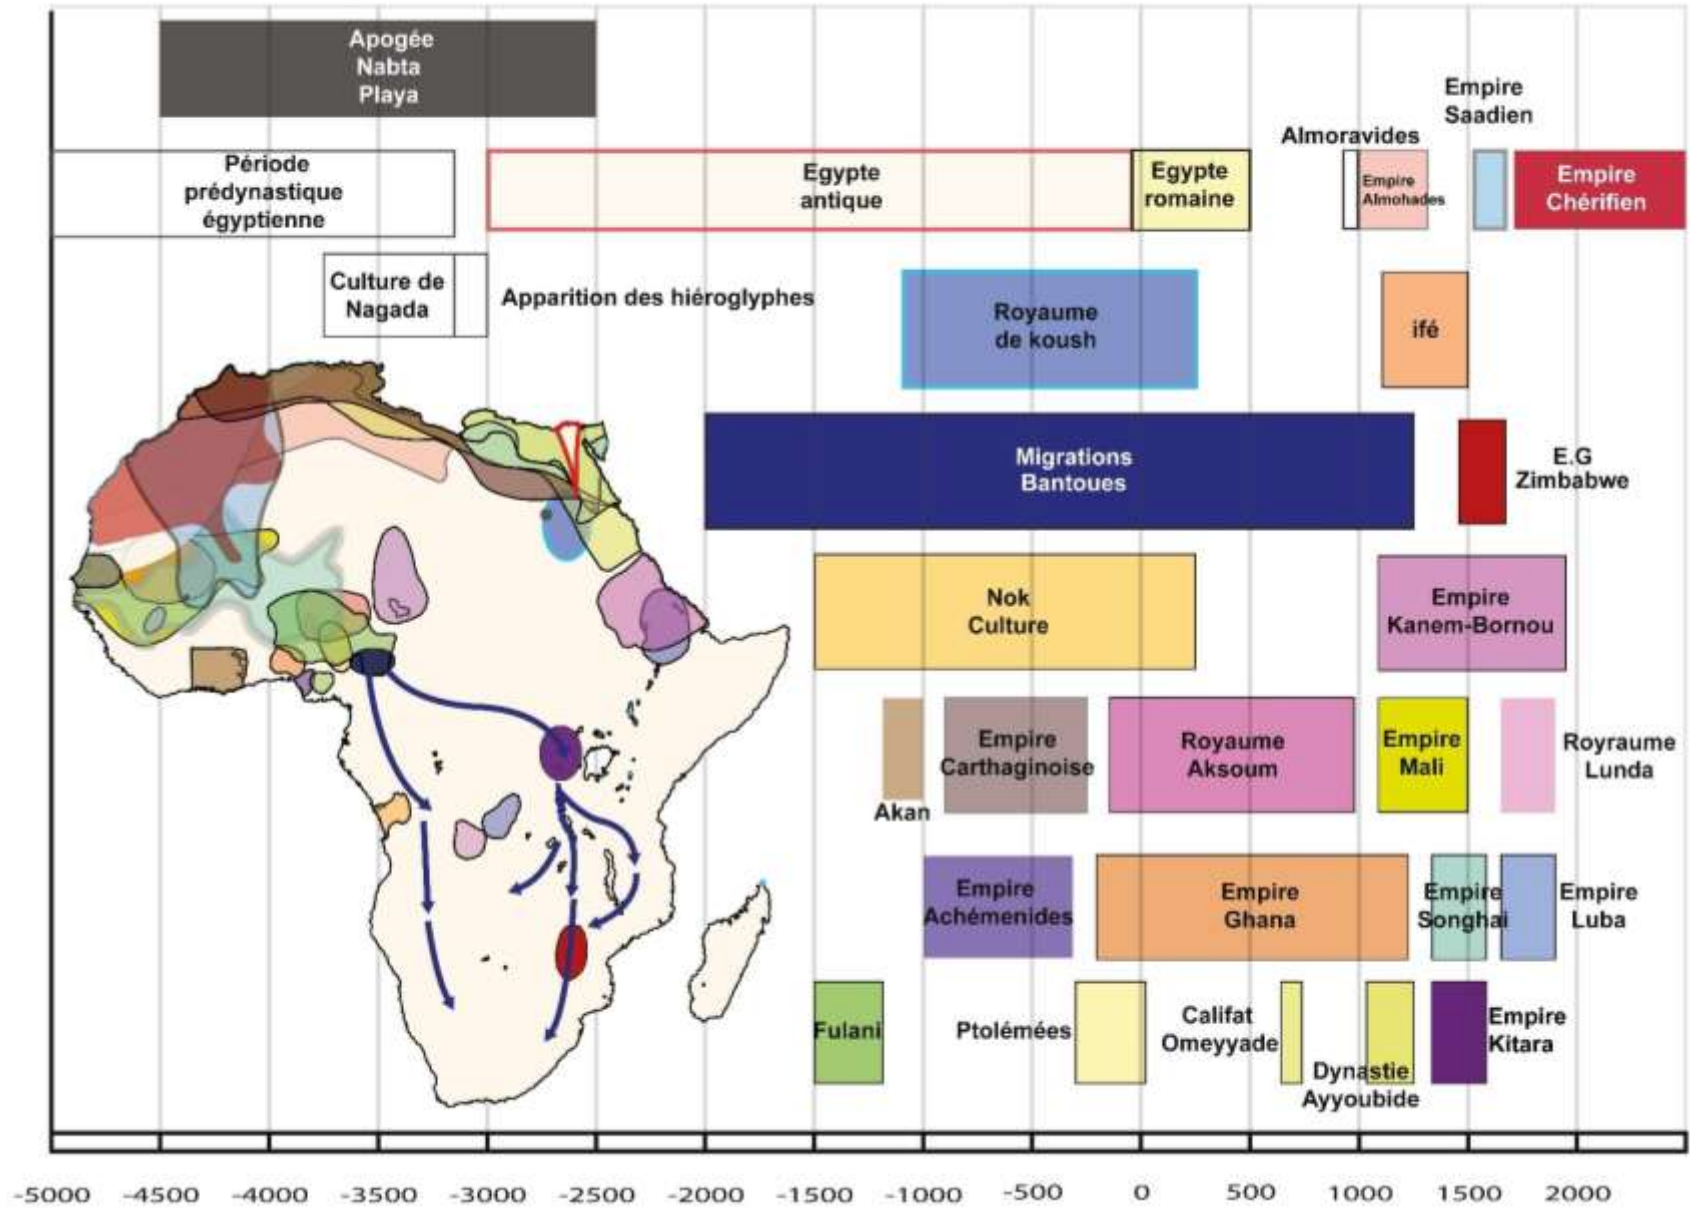 Apogée
Nabta
Playa
Empire
Saadien
Almoravides
Période
prédynastique
égyptienne
Egypte
antique
Egypte
romaine
Empire
Almohades
Empire
Chérifien
Culture de
Nagada
Apparition des hiéroglyphes
Royaume
de koush
ifé
Migrations
Bantoues
E.G
Zimbabwe
Nok
Culture
Empire
Kanem-Bornou
Akan
Empire
Carthaginoise
Royaume
Aksoum
Empire
Mali
Royraume
Lunda
Empire
Achémenides
Empire
Ghana
Empire
Songhai
Empire
Luba
Fulani
Ptolémées
Califat
Omeyyade
Dynastie
Ayyoubide
Empire
Kitara
-5000 -4500 -4000 -3500 -3000 -2500 -2000 -1500 -1000 -500 0 500 1000 1500 2000